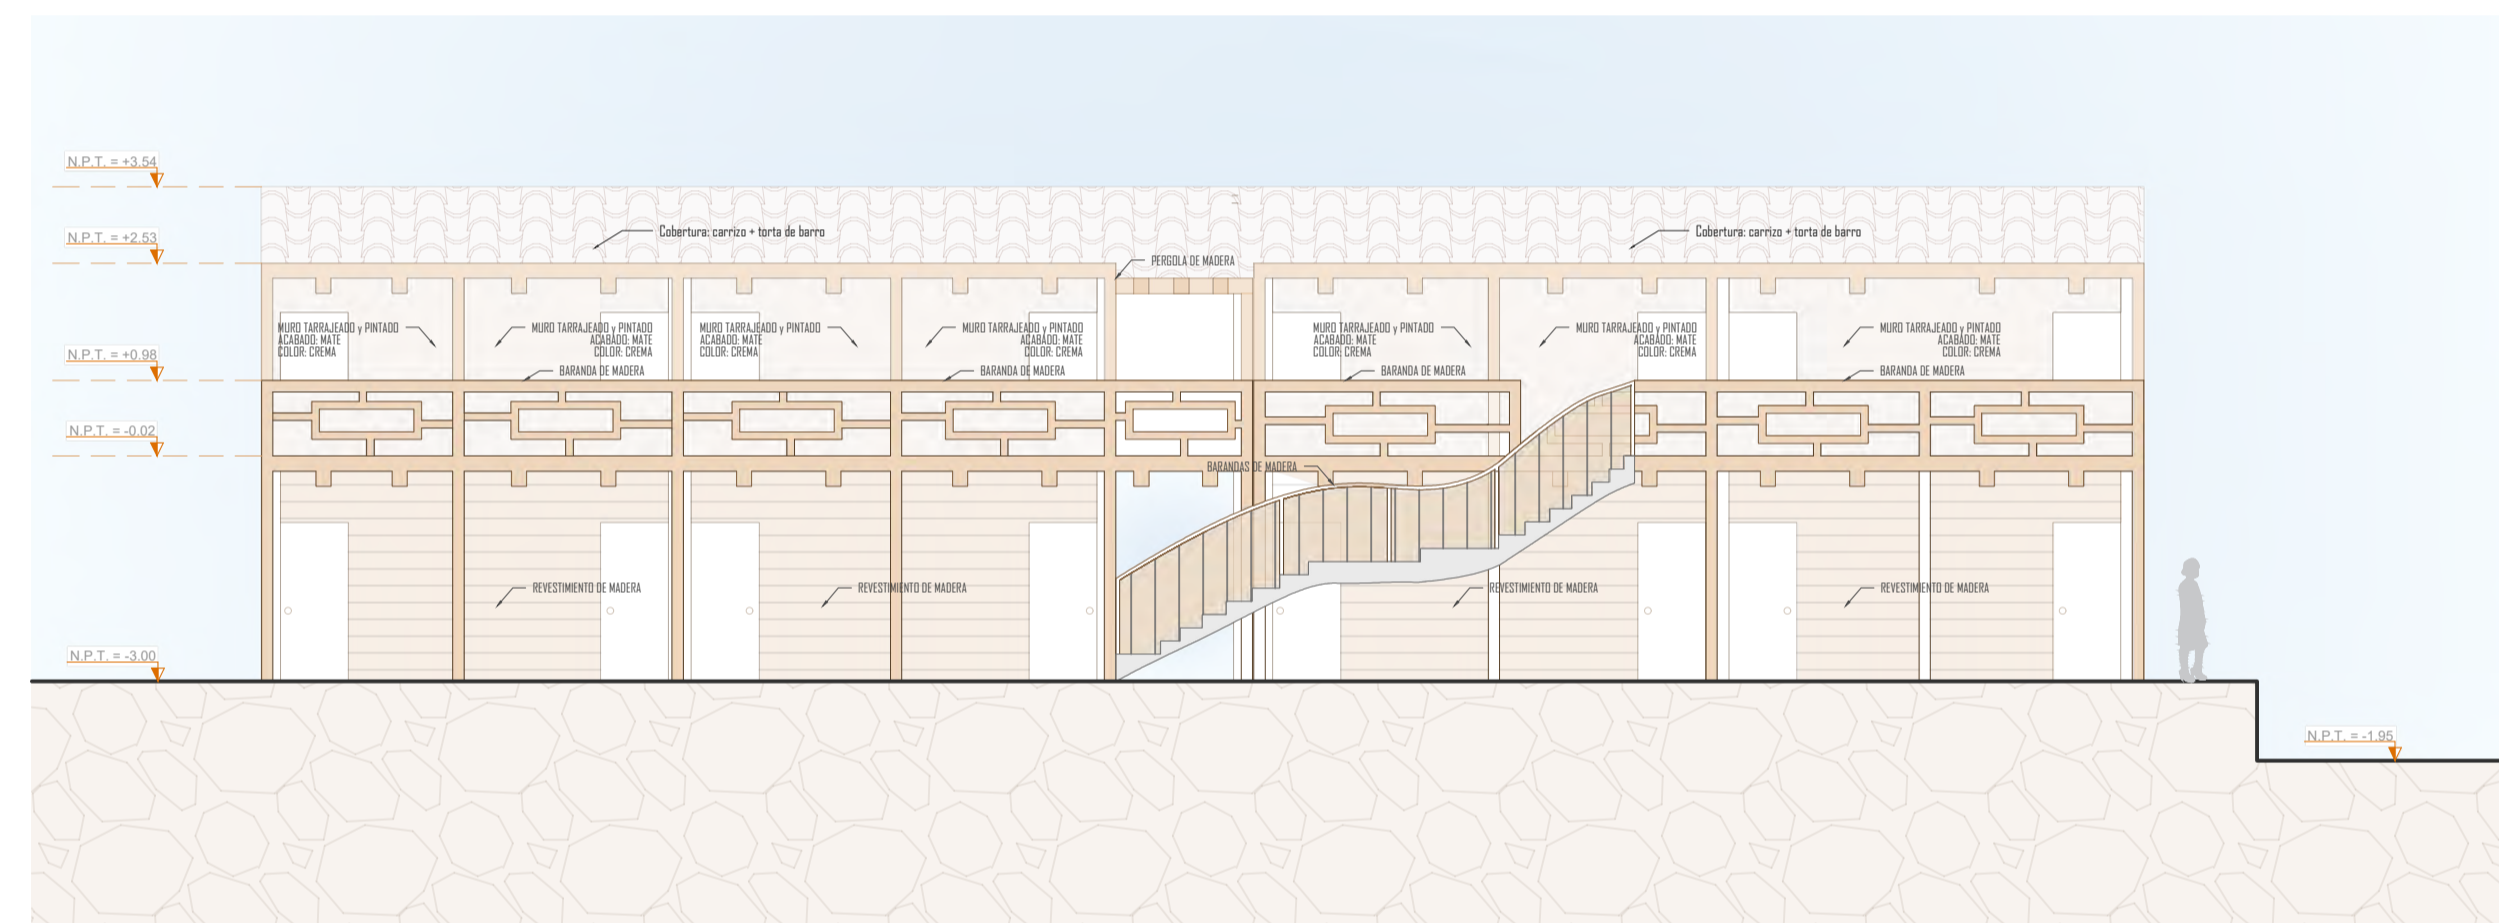 N.P.T. = +3.54
N.P.T. = +2.53
Cobertura: carrizo + torta de barro
Cobertura: carrizo + torta de barro
PERGOLA DE MADERA
MURO TARRAJEADO y PINTADO
ACABADO: MATE
COLOR: CREMA
MURO TARRAJEADO y PINTADO
ACABADO: MATE
COLOR: CREMA
MURO TARRAJEADO y PINTADO
ACABADO: MATE
COLOR: CREMA
MURO TARRAJEADO y PINTADO
ACABADO: MATE
COLOR: CREMA
MURO TARRAJEADO y PINTADO
ACABADO: MATE
COLOR: CREMA
MURO TARRAJEADO y PINTADO
ACABADO: MATE
COLOR: CREMA
MURO TARRAJEADO y PINTADO
ACABADO: MATE
COLOR: CREMA
N.P.T. = +0.98
BARANDA DE MADERA
BARANDA DE MADERA
BARANDA DE MADERA
BARANDA DE MADERA
N.P.T. = -0.02
BARANDAS DE MADERA
REVESTIMIENTO DE MADERA
REVESTIMIENTO DE MADERA
REVESTIMIENTO DE MADERA
REVESTIMIENTO DE MADERA
N.P.T. = -3.00
N.P.T. = -1.95